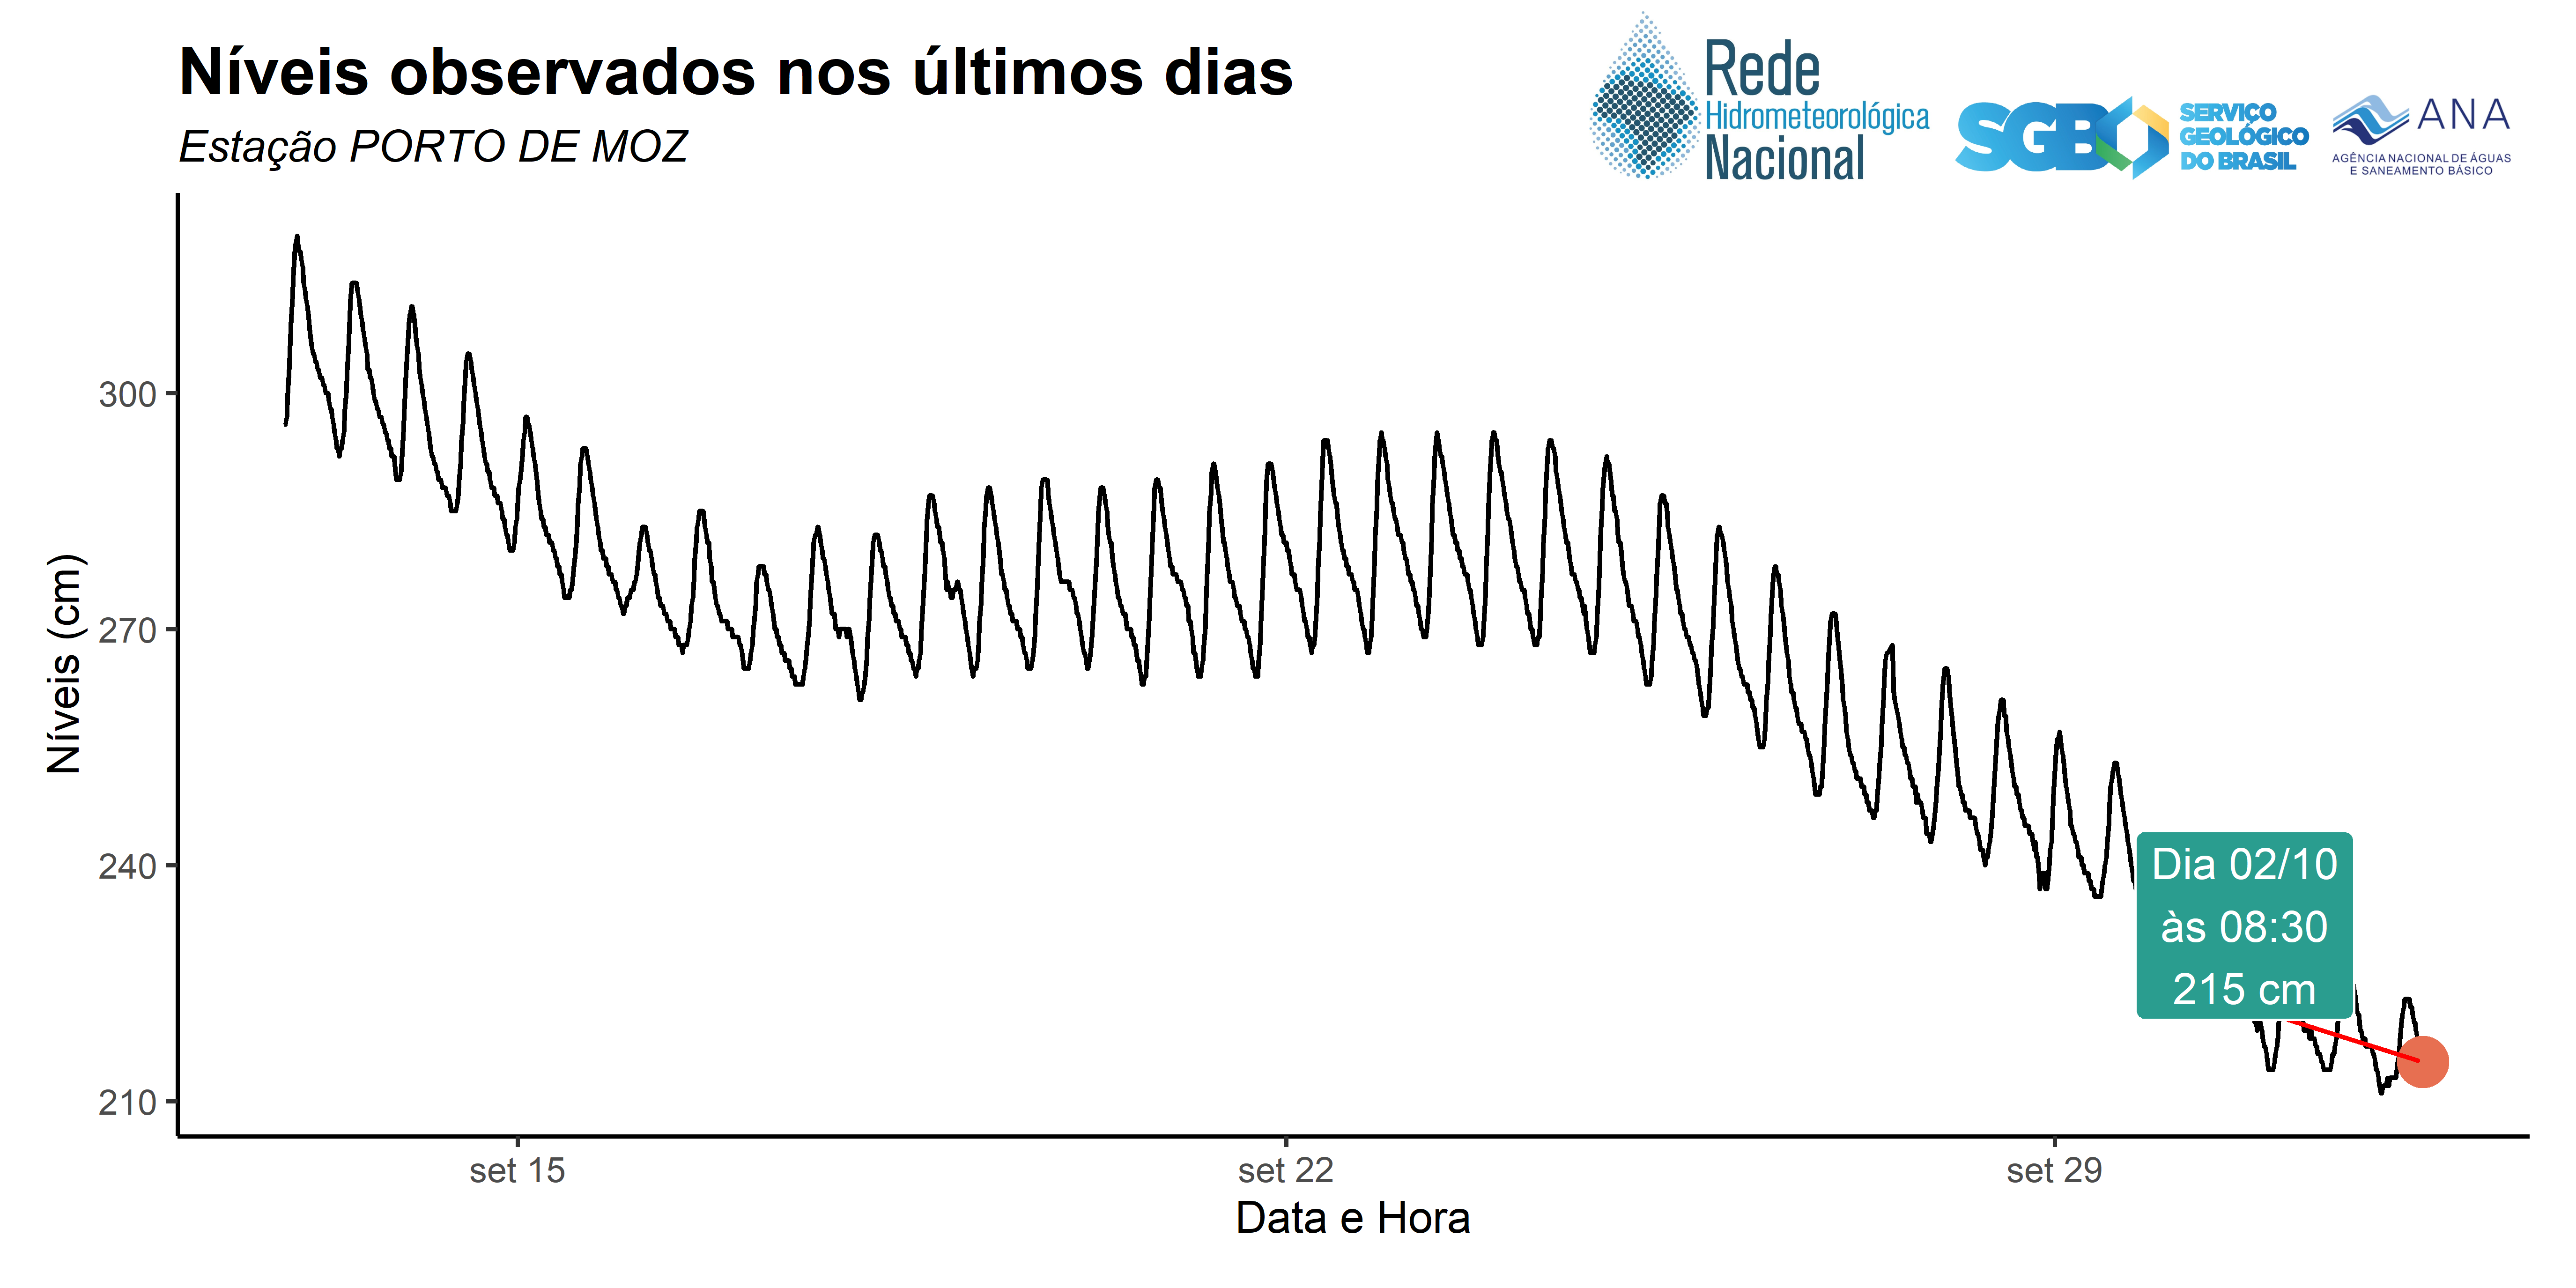 Níveis observados nos últimos dias
Estação PORTO DE MOZ
Rede
Hidrometeorológica
Nacional
SGB
SERVIÇO
GEOLÓGICO
DO BRASIL
ANA
AGÊNCIA NACIONAL DE ÁGUAS
E SANEAMENTO BÁSICO
Níveis (cm)
300
270
240
210
Dia 02/10
às 08:30
215 cm
set 15
set 22
set 29
Data e Hora